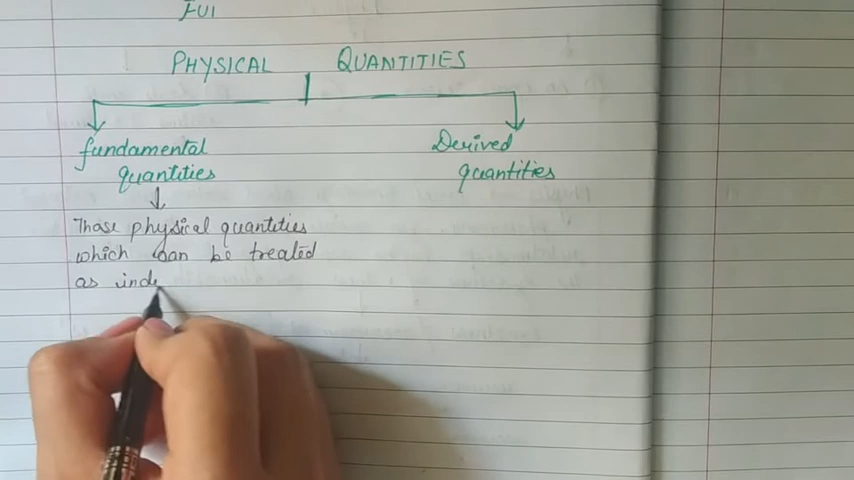 PHYSICAL QUANTITIES
fundamental
quantities
Derived
quantities
Those physical quantities
which can be treated
as inde